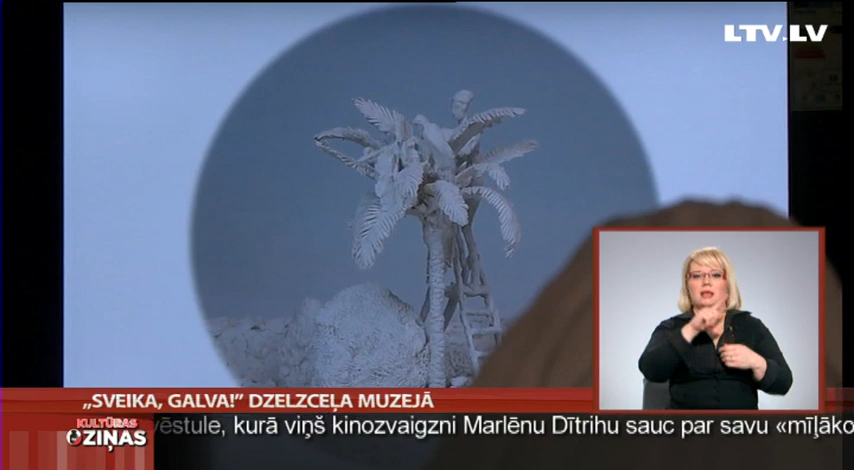 LTV.LV
„SVEIKA, GALVA!” DZELZCEĻA MUZEJĀ
KULTŪRAS
ZIŅAS
vēstule, kurā viņš kinozvaigzni Marlēnu Dītrihu sauc par savu «mīļāko